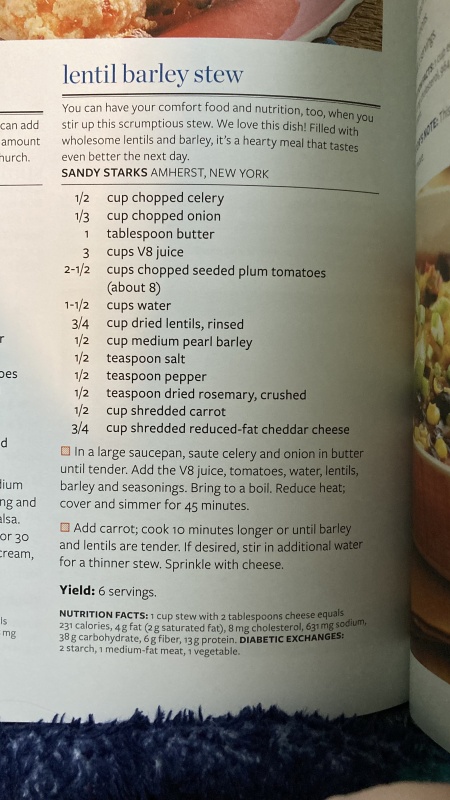 lentil barley stew
You can have your comfort food and nutrition, too, when you
stir up this scrumptious stew. We love this dish! Filled with
wholesome lentils and barley, it's a hearty meal that tastes
even better the next day.
SANDY STARKS AMHERST, NEW YORK
1/2 cup chopped celery
1/3 cup chopped onion
1 tablespoon butter
3 cups V8 juice
2-1/2 cups chopped seeded plum tomatoes
(about 8)
1-1/2 cups water
3/4 cup dried lentils, rinsed
1/2 cup medium pearl barley
1/2 teaspoon salt
1/2 teaspoon pepper
1/2 teaspoon dried rosemary, crushed
1/2 cup shredded carrot
3/4 cup shredded reduced-fat cheddar cheese
In a large saucepan, saute celery and onion in butter
until tender. Add the V8 juice, tomatoes, water, lentils,
barley and seasonings. Bring to a boil. Reduce heat;
cover and simmer for 45 minutes.
Add carrot; cook 10 minutes longer or until barley
and lentils are tender. If desired, stir in additional water
for a thinner stew. Sprinkle with cheese.
Yield: 6 servings.
NUTRITION FACTS: 1 cup stew with 2 tablespoons cheese equals
231 calories, 4 g fat (2 g saturated fat), 8 mg cholesterol, 631 mg sodium,
38 g carbohydrate, 6 g fiber, 13 g protein. DIABETIC EXCHANGES:
2 starch, 1 medium-fat meat, 1 vegetable.
can add
amount
hurch.
r
oes
d
ium
ng and
alsa.
or 30
cream,
ls
mg